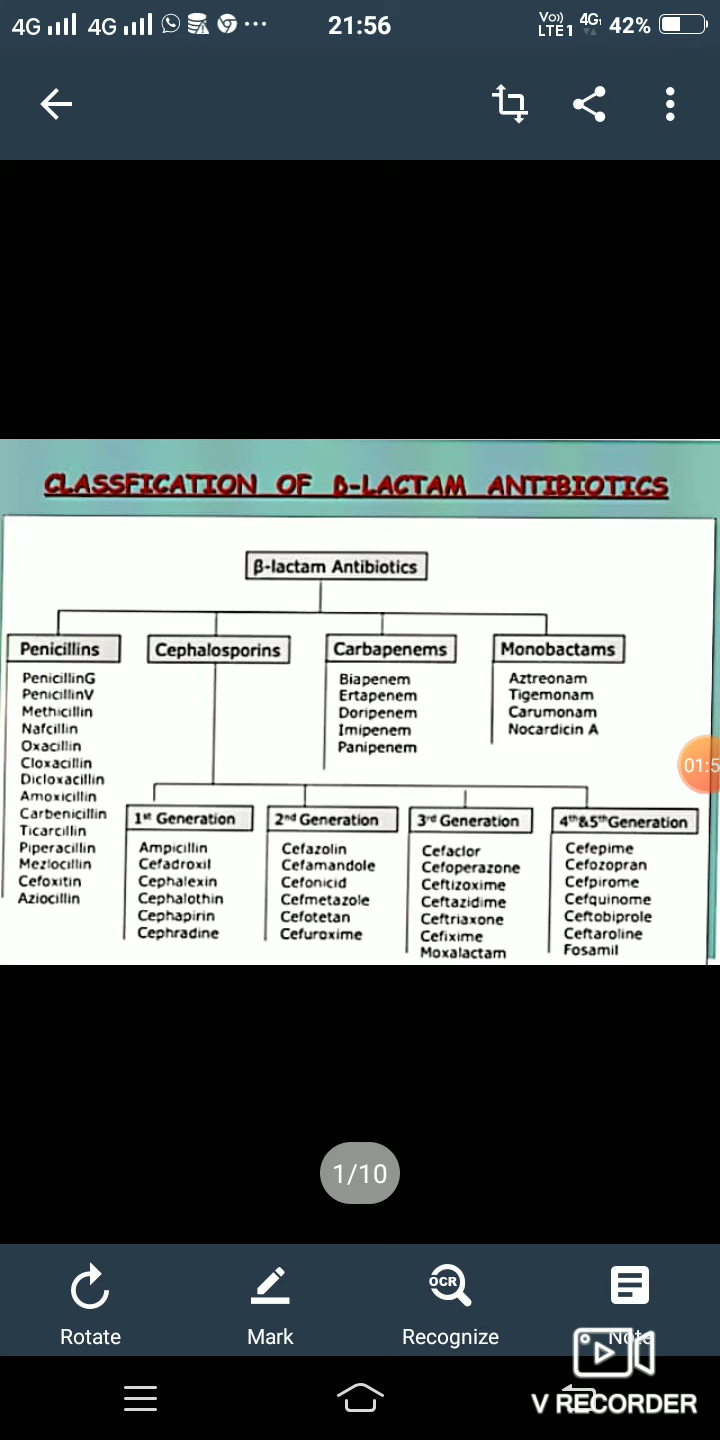 4G 4G 21:56 Vo)) LTE1 4G 42%
CLASSFICATION OF β-LACTAM ANTIBIOTICS
β-lactam Antibiotics
Penicillins
PenicillinG
PenicillinV
Methicillin
Nafcillin
Oxacillin
Cloxacillin
Dicloxacillin
Amoxicillin
Carbenicillin
Ticarcillin
Piperacillin
Mezlocillin
Cefoxitin
Aziocillin
Cephalosporins
1st Generation
Ampicillin
Cefadroxil
Cephalexin
Cephalothin
Cephapirin
Cephradine
2nd Generation
Cefazolin
Cefamandole
Cefonicid
Cefmetazole
Cefotetan
Cefuroxime
3rd Generation
Cefaclor
Cefoperazone
Ceftizoxime
Ceftazidime
Ceftriaxone
Cefixime
Moxalactam
4th&5thGeneration
Cefepime
Cefozopran
Cefpirome
Cefquinome
Ceftobiprole
Ceftaroline
Fosamil
Carbapenems
Biapenem
Ertapenem
Doripenem
Imipenem
Panipenem
Monobactams
Aztreonam
Tigemonam
Carumonam
Nocardicin A
01:5
1/10
OCR
Rotate Mark Recognize Note
V RECORDER